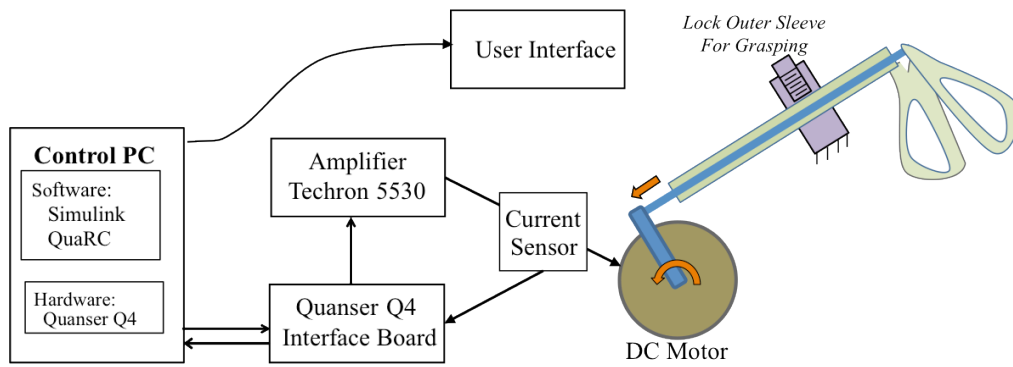 Lock Outer Sleeve
For Grasping
User Interface
Control PC
Software:
Simulink
QuaRC
Hardware:
Quanser Q4
Amplifier
Techron 5530
Current
Sensor
Quanser Q4
Interface Board
DC Motor